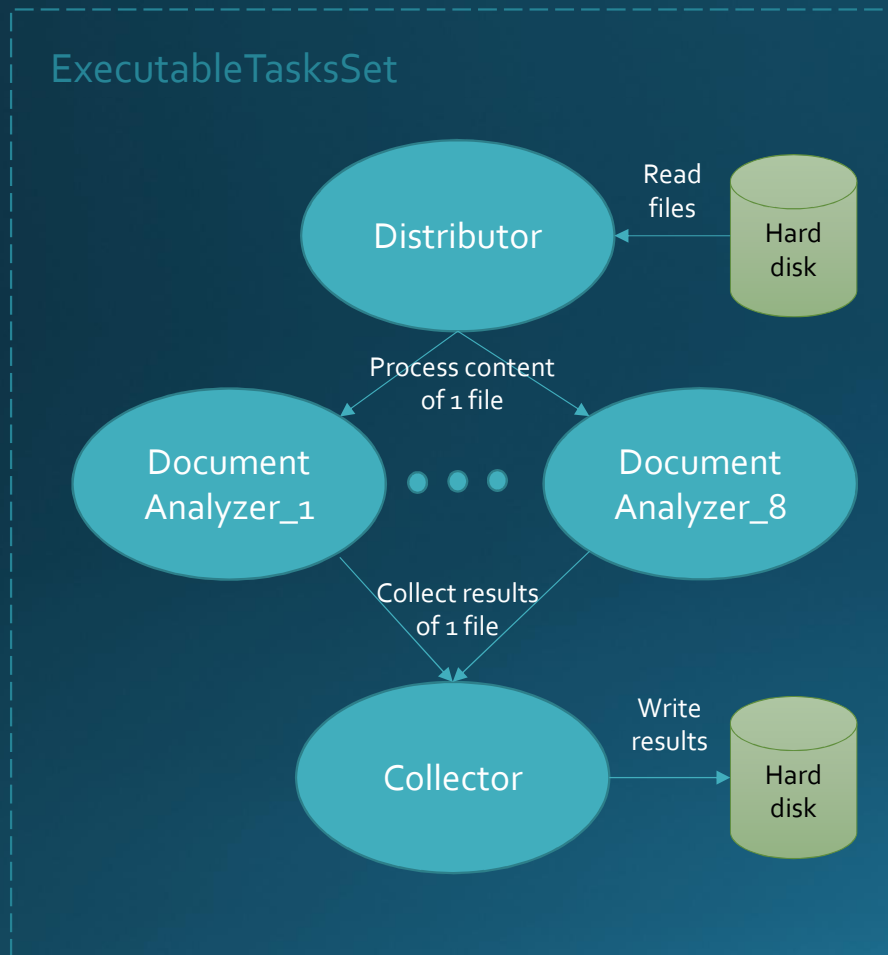 ExecutableTasksSet
Read
files
Hard
disk
Distributor
Process content
of 1 file
Document
Analyzer_1
Document
Analyzer_8
Collect results
of 1 file
Write
results
Hard
disk
Collector